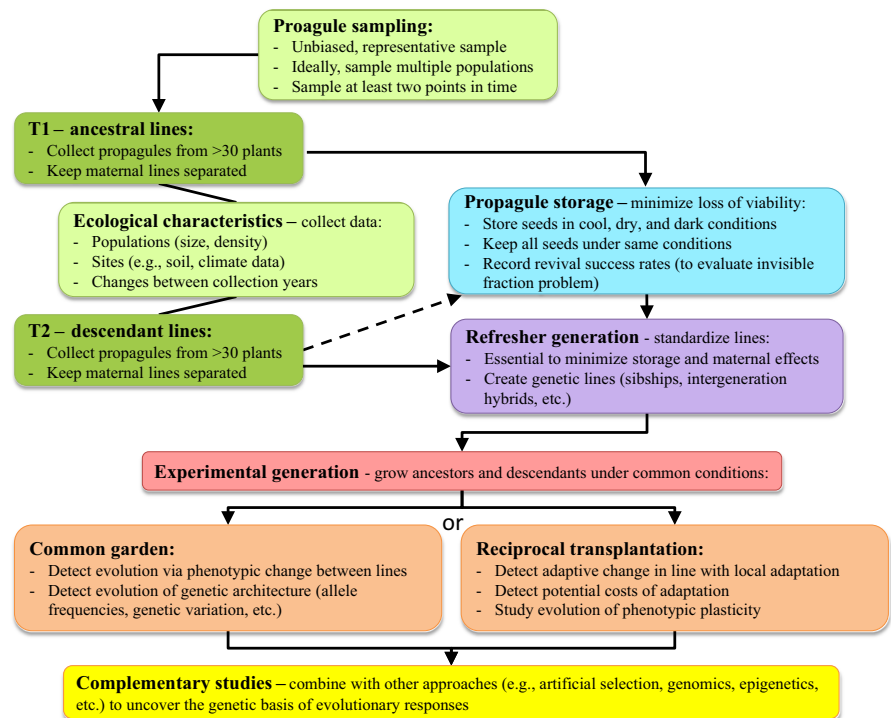 Proagule sampling:
- Unbiased, representative sample
- Ideally, sample multiple populations
- Sample at least two points in time
T1 – ancestral lines:
- Collect propagules from >30 plants
- Keep maternal lines separated
Ecological characteristics – collect data:
- Populations (size, density)
- Sites (e.g., soil, climate data)
- Changes between collection years
Propagule storage – minimize loss of viability:
- Store seeds in cool, dry, and dark conditions
- Keep all seeds under same conditions
- Record revival success rates (to evaluate invisible
fraction problem)
T2 – descendant lines:
- Collect propagules from >30 plants
- Keep maternal lines separated
Refresher generation - standardize lines:
- Essential to minimize storage and maternal effects
- Create genetic lines (sibships, intergeneration
hybrids, etc.)
Experimental generation - grow ancestors and descendants under common conditions:
or
Common garden:
- Detect evolution via phenotypic change between lines
- Detect evolution of genetic architecture (allele
frequencies, genetic variation, etc.)
Reciprocal transplantation:
- Detect adaptive change in line with local adaptation
- Detect potential costs of adaptation
- Study evolution of phenotypic plasticity
Complementary studies – combine with other approaches (e.g., artificial selection, genomics, epigenetics,
etc.) to uncover the genetic basis of evolutionary responses